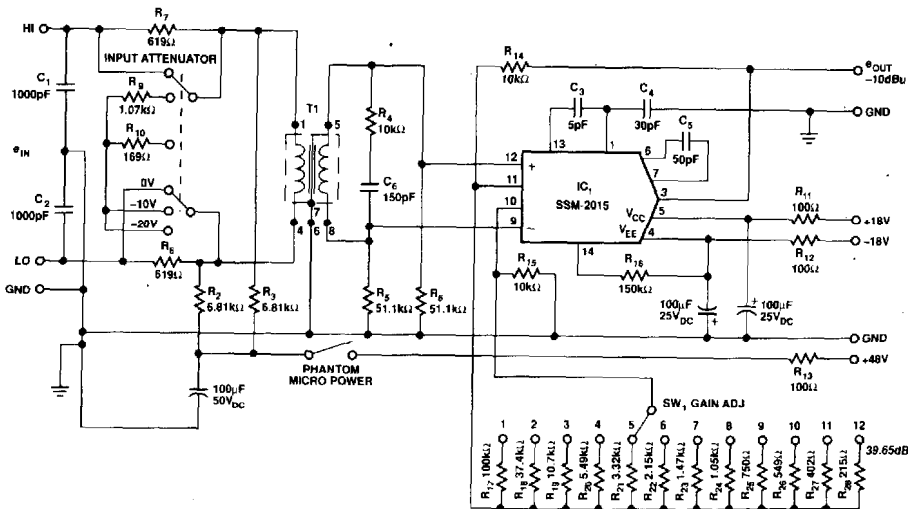 HI
R7
619Ω
INPUT ATTENUATOR
C1
1000pF
R9
1.07kΩ
R10
169Ω
eIN
C2
1000pF
0V
−10V
−20V
R6
LO
R8
619Ω
GND
R2
6.81kΩ
R3
6.81kΩ
100µF
50VDC
T1
1
5
4
6
7
8
R4
10kΩ
C6
150pF
R5
51.1kΩ
R6
51.1kΩ
PHANTOM
MICRO POWER
R14
10kΩ
C3
5pF
C4
30pF
C5
50pF
13
1
6
7
12
+
11
10
9
−
IC1
SSM-2015
3
VCC
5
VEE
4
14
R15
10kΩ
R16
150kΩ
eOUT
−10dBu
GND
R11
100Ω
+18V
−18V
R12
100Ω
100µF
25VDC
+
100µF
25VDC
+
GND
+48V
R13
100Ω
SW1 GAIN ADJ
1 2 3 4 5 6 7 8 9 10 11 12
39.65dB
R17 100kΩ
R18 37.4kΩ
R19 10.7kΩ
R20 5.49kΩ
R21 3.32kΩ
R22 2.15kΩ
R23 1.47kΩ
R24 1.05kΩ
R25 750Ω
R26 549Ω
R27 402Ω
R28 215Ω